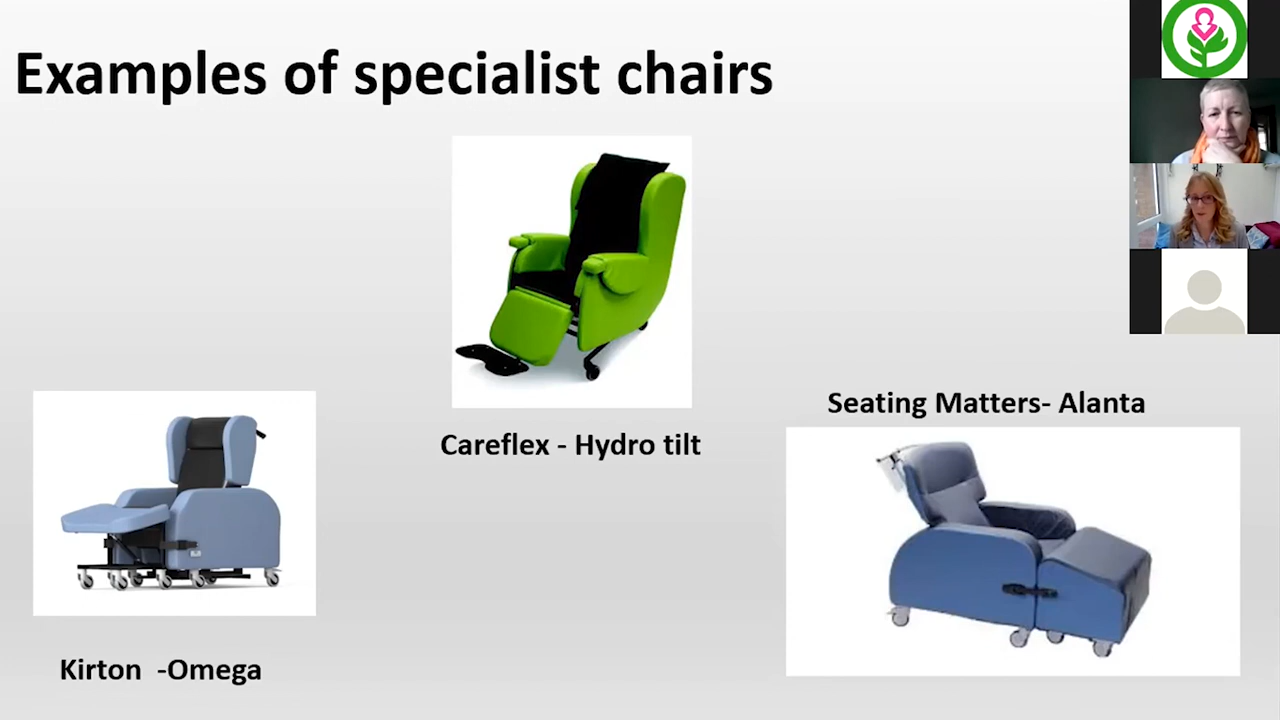 Examples of specialist chairs
Careflex - Hydro tilt
Seating Matters- Alanta
Kirton  -Omega